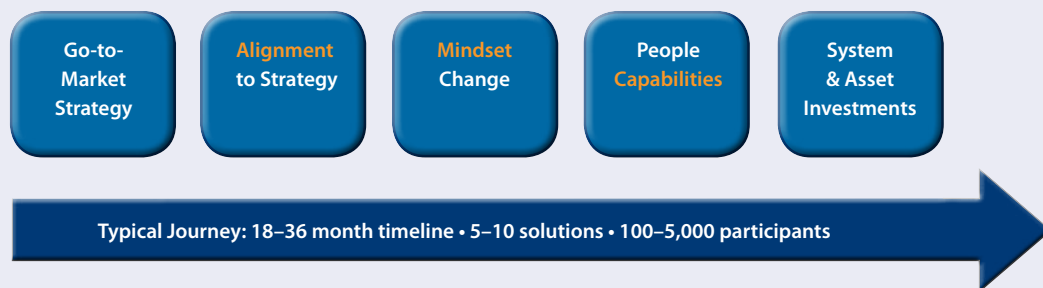 Go-to-
Market
Strategy
Alignment
to Strategy
Mindset
Change
People
Capabilities
System
& Asset
Investments
Typical Journey: 18–36 month timeline • 5–10 solutions • 100–5,000 participants